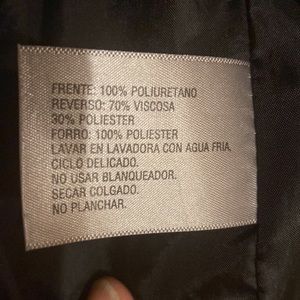 FRENTE: 100% POLIURETANO
REVERSO: 70% VISCOSA
30% POLIESTER
FORRO: 100% POLIESTER
LAVAR EN LAVADORA CON AGUA FRIA,
CICLO DELICADO.
NO USAR BLANQUEADOR.
SECAR COLGADO.
NO PLANCHAR.